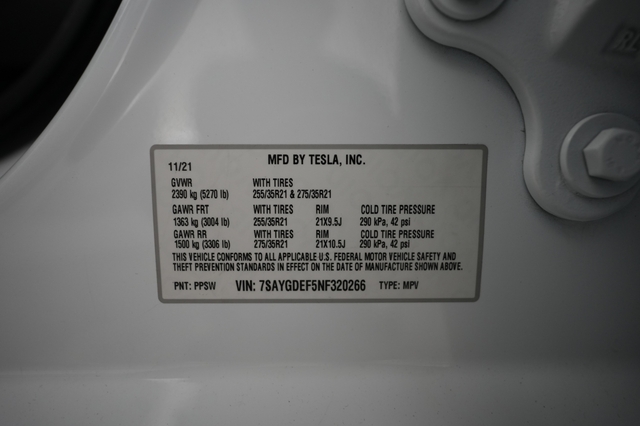 MFD BY TESLA, INC.
11/21
GVWR WITH TIRES
2390 kg (5270 lb) 255/35R21 & 275/35R21
GAWR FRT WITH TIRES RIM COLD TIRE PRESSURE
1363 kg (3004 lb) 255/35R21 21X9.5J 290 kPa, 42 psi
GAWR RR WITH TIRES RIM COLD TIRE PRESSURE
1500 kg (3306 lb) 275/35R21 21X10.5J 290 kPa, 42 psi
THIS VEHICLE CONFORMS TO ALL APPLICABLE U.S. FEDERAL MOTOR VEHICLE SAFETY AND
THEFT PREVENTION STANDARDS IN EFFECT ON THE DATE OF MANUFACTURE SHOWN ABOVE.
PNT: PPSW VIN: 7SAYGDEF5NF320266 TYPE: MPV